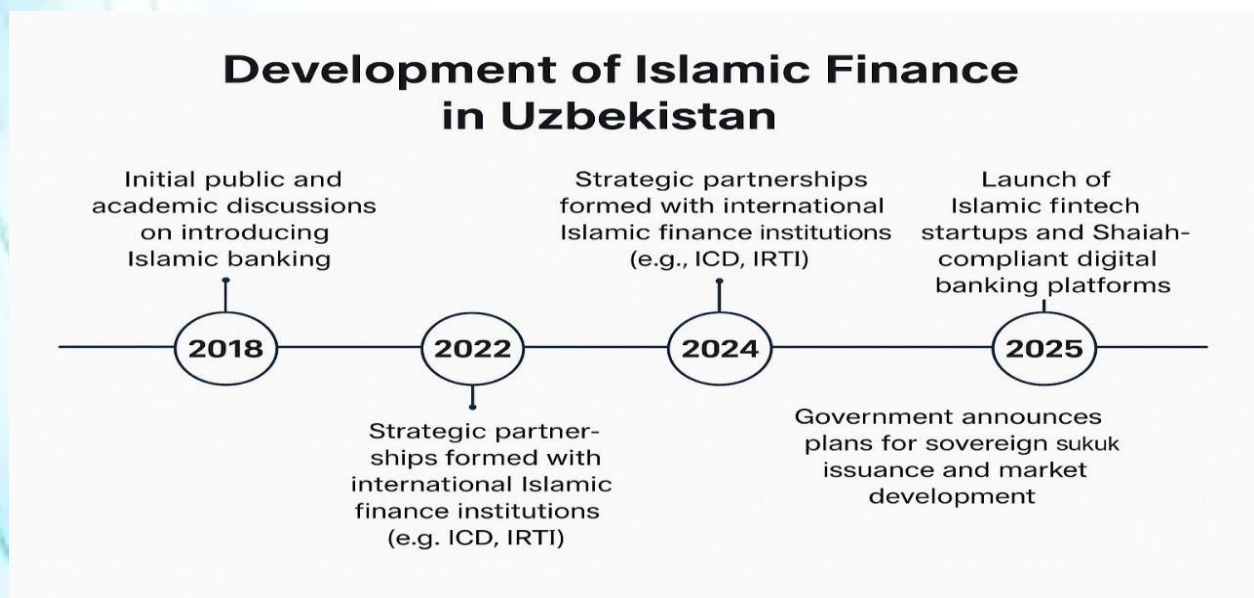 Development of Islamic Finance
in Uzbekistan
Initial public and
academic discussions
on introducing
Islamic banking
Strategic partnerships
formed with international
Islamic finance institutions
(e.g., ICD, IRTI)
Launch of
Islamic fintech
startups and Shaiah-
compliant digital
banking platforms
2018
2022
2024
2025
Strategic partner-
ships formed with
international Islamic
finance institutions
(e.g. ICD, IRTI)
Government announces
plans for sovereign sukuk
issuance and market
development